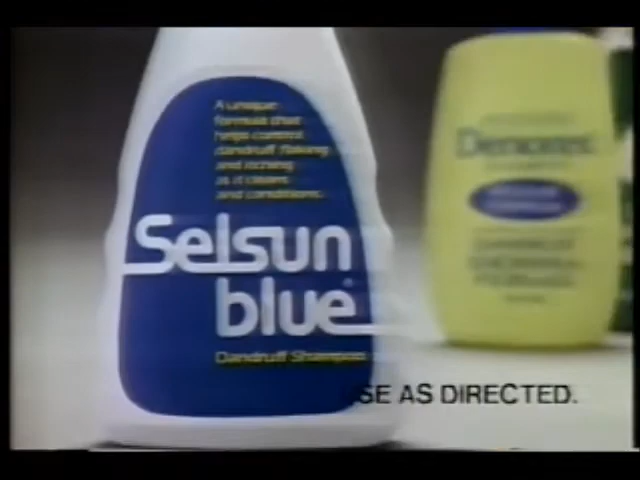 A unique
formula that
helps control
dandruff flaking
and itching
as it cleans
and conditions.
Selsun
blue
Dandruff Shampoo
SE AS DIRECTED.